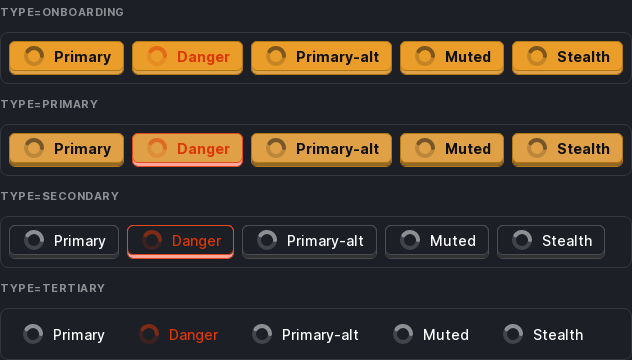 TYPE=ONBOARDING
Primary Danger Primary-alt Muted Stealth
TYPE=PRIMARY
Primary Danger Primary-alt Muted Stealth
TYPE=SECONDARY
Primary Danger Primary-alt Muted Stealth
TYPE=TERTIARY
Primary Danger Primary-alt Muted Stealth